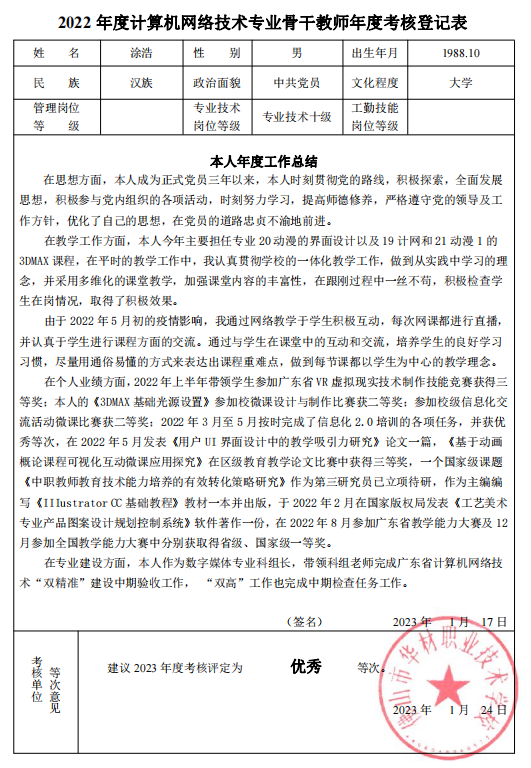 2022 年度计算机网络技术专业骨干教师年度考核登记表
姓 名 涂浩 性 别 男 出生年月 1988.10
民 族 汉族 政治面貌 中共党员 文化程度 大学
管理岗位等 级 专业技术岗位等级 专业技术十级 工勤技能岗位等级
本人年度工作总结
在思想方面，本人成为正式党员三年以来，本人时刻贯彻党的路线，积极探索，全面发展
思想，积极参与党内组织的各项活动，时刻努力学习，提高师德修养，严格遵守党的领导及工
作方针，优化了自己的思想，在党员的道路忠贞不渝地前进。
在教学工作方面，本人今年主要担任专业 20 动漫的界面设计以及 19 计网和 21 动漫 1 的
3DMAX 课程，在平时的教学工作中，我认真贯彻学校的一体化教学工作，做到从实践中学习的理
念，并采用多维化的课堂教学，加强课堂内容的丰富性，在跟刚过程中一丝不苟，积极检查学
生在岗情况，取得了积极效果。
由于 2022 年 5 月初的疫情影响，我通过网络教学于学生积极互动，每次网课都进行直播，
并认真于学生进行课程方面的交流。通过与学生在课堂中的互动和交流，培养学生的良好学习
习惯，尽量用通俗易懂的方式来表达出课程重难点，做到每节课都以学生为中心的教学理念。
在个人业绩方面,2022 年上半年带领学生参加广东省 VR 虚拟现实技术制作技能竞赛获得三
等奖；本人的《3DMAX 基础光源设置》参加校微课设计与制作比赛获二等奖；参加校级信息化交
流活动微课比赛获二等奖；2022 年 3 月至 5 月按时完成了信息化 2.0 培训的各项任务，并获优
秀等次，在 2022 年 5 月发表《用户 UI 界面设计中的教学吸引力研究》论文一篇，《基于动画
概论课程可视化互动微课应用探究》在区级教育教学论文比赛中获得三等奖，一个国家级课题
《中职教师教育技术能力培养的有效转化策略研究》作为第三研究员已立项待研，作为主编编
写《IIIustrator CC 基础教程》教材一本并出版，于 2022 年 2 月在国家版权局发表《工艺美术
专业产品图案设计规划控制系统》软件著作一份，在 2022 年 8 月参加广东省教学能力大赛及 12
月参加全国教学能力大赛中分别获取得省级、国家级一等奖。
在专业建设方面，本人作为数字媒体专业科组长，带领科组老师完成广东省计算机网络技
术“双精准”建设中期验收工作， “双高”工作也完成中期检查任务工作。
（签名） 2023 年 1 月 17 日
考核单位等次意见
建议 2023 年度考核评定为 优秀 等次。
佛山市华材职业技术学校
2023 年 1 月 24 日